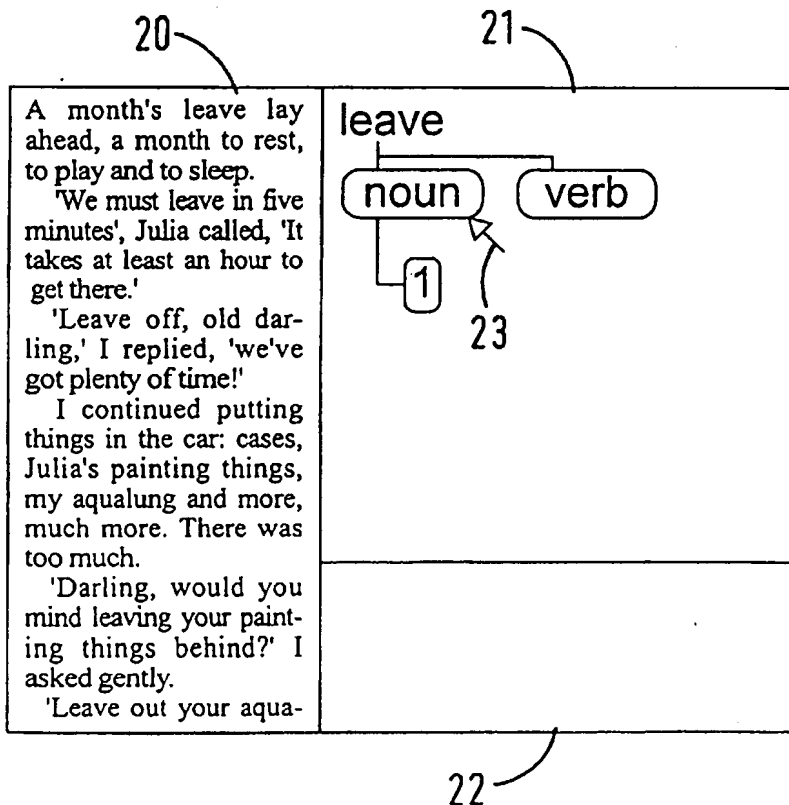 20
21
A month's leave lay
ahead, a month to rest,
to play and to sleep.
'We must leave in five
minutes', Julia called, 'It
takes at least an hour to
get there.'
'Leave off, old dar-
ling,' I replied, 'we've
got plenty of time!'
I continued putting
things in the car: cases,
Julia's painting things,
my aqualung and more,
much more. There was
too much.
'Darling, would you
mind leaving your paint-
ing things behind?' I
asked gently.
'Leave out your aqua-
leave
noun
verb
1
23
22